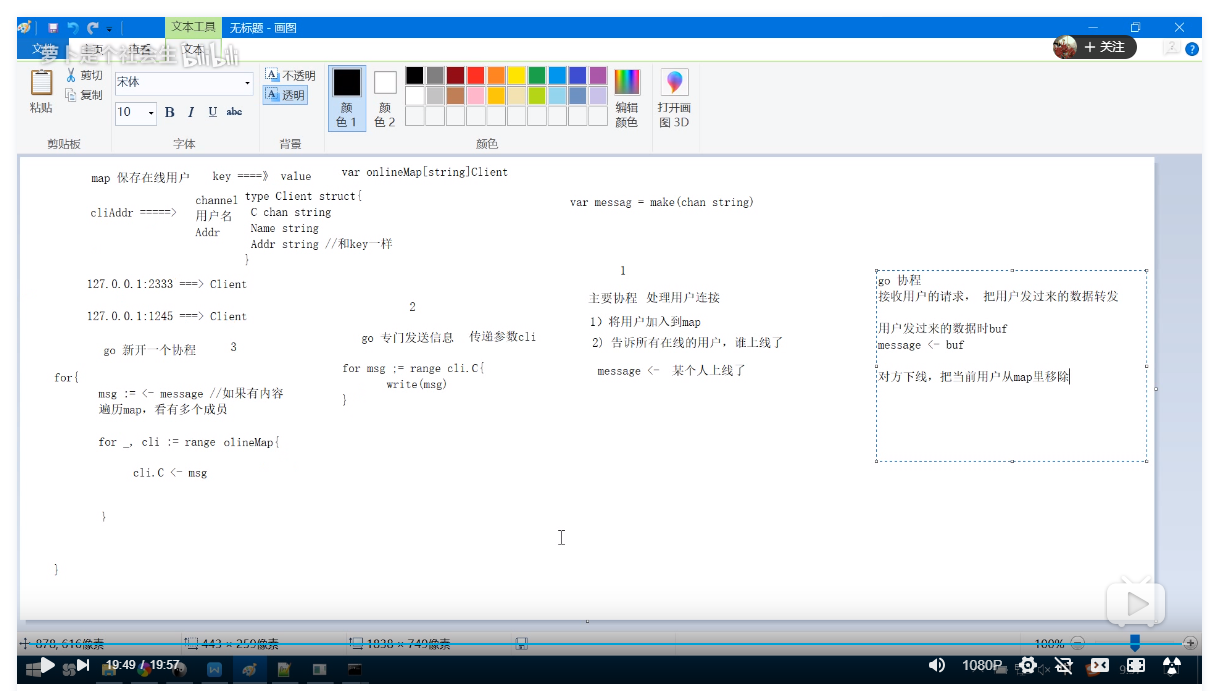 文本工具 无标题 - 画图
文件 主页 查看 文本
萝卜是个社会生 bilibili
+ 关注
粘贴
剪切
复制
剪贴板
宋体
10 B I U abc
字体
不透明
透明
背景
颜色 1
颜色 2
颜色
编辑颜色
打开画图 3D
map 保存在线用户 key ====》 value
var onlineMap[string]Client
cliAddr =====>
channel
用户名
Addr
type Client struct{
C chan string
Name string
Addr string //和key一样
}
var messag = make(chan string)
127.0.0.1:2333 ===> Client
127.0.0.1:1245 ===> Client
go 新开一个协程 3
for{
msg := <- message //如果有内容
遍历map，看有多个成员
for _, cli := range olineMap{
cli.C <- msg
}
}
2
go 专门发送信息 传递参数cli
for msg := range cli.C{
write(msg)
}
1
主要协程 处理用户连接
1）将用户加入到map
2）告诉所有在线的用户，谁上线了
message <- 某个人上线了
go 协程
接收用户的请求， 把用户发过来的数据转发
用户发过来的数据时buf
message <- buf
对方下线，把当前用户从map里移除
878, 616像素 443 × 259像素 1838 × 749像素 100%
19:49 / 19:57 1080P